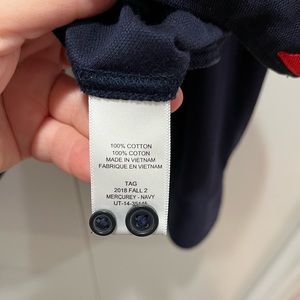 100% COTTON
100% COTON
MADE IN VIETNAM
FABRIQUE EN VIETNAM
TAG
2018 FALL 2
MERCUREY - NAVY